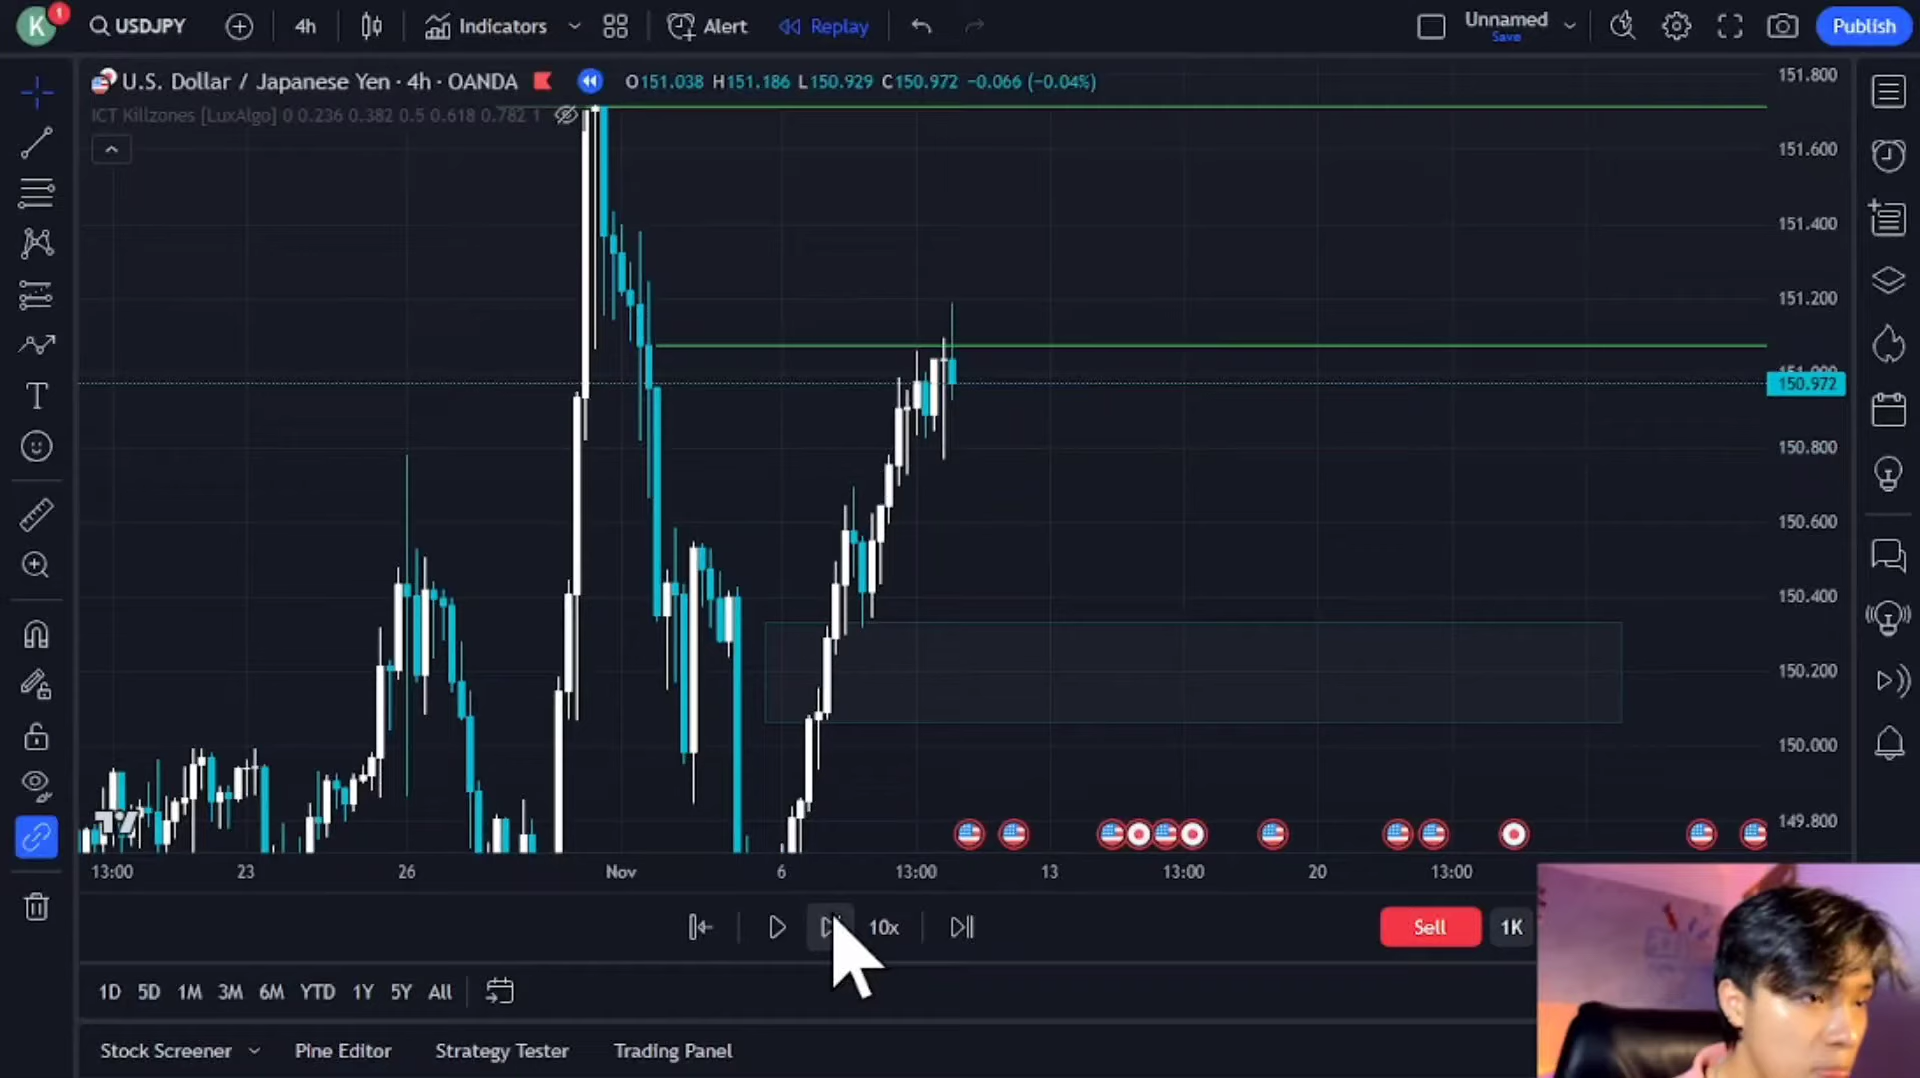 K
1
USDJPY
4h
Indicators
Alert
Replay
Unnamed
Save
Publish
U.S. Dollar / Japanese Yen · 4h · OANDA
O151.038 H151.186 L150.929 C150.972 −0.066 (−0.04%)
ICT Killzones [LuxAlgo] 0 0.236 0.382 0.5 0.618 0.782 1
151.800
151.600
151.400
151.200
151.000
150.972
150.800
150.600
150.400
150.200
150.000
149.800
13:00 23 26 Nov 6 13:00 13 13:00 20 13:00
10x
Sell
1K
1D 5D 1M 3M 6M YTD 1Y 5Y All
Stock Screener
Pine Editor
Strategy Tester
Trading Panel